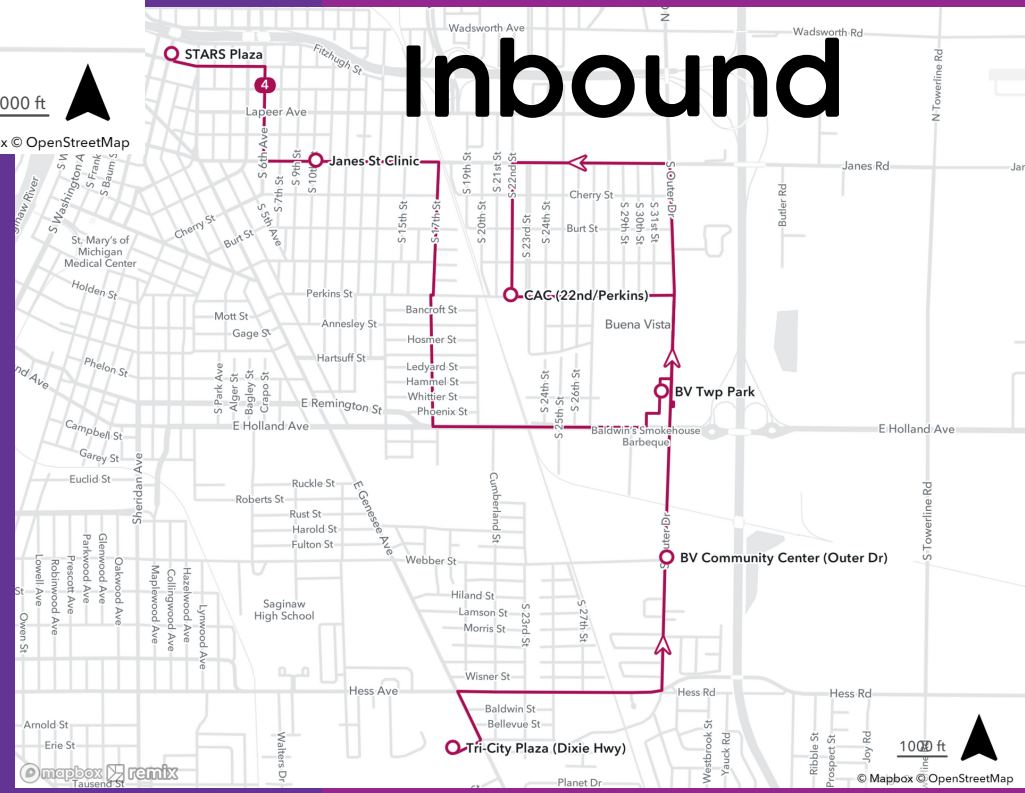 Inbound
Wadsworth Ave
Wadsworth Rd
N Towerline Rd
Fitzhugh St
STARS Plaza
4
Lapeer Ave
000 ft
x © OpenStreetMap
S 6th Ave
S 7th St
S 9th St
S 10th
Janes St Clinic
S 19th St
S 21st St
S 22nd St
Janes Rd
S Outer Dr
Butler Rd
S Washington A
S Frank
S Baum S
S 5th Ave
Cherry St
Burt St
S 15th St
S 17th St
S 20th St
S 23rd St
S 24th St
Cherry St
Burt St
S 29th St
S 30th St
S 31st St
St. Mary's of
Michigan
Medical Center
Holden St
Perkins St
CAC (22nd/Perkins)
Bancroft St
Mott St
Annesley St
Gage St
Hosmer St
Buena Vista
Hartsuff St
Phelon St
nd Ave
Ledyard St
Hammel St
Whittier St
Phoenix St
S Park Ave
Alger St
Bagley St
Crapo St
E Remington St
S 24th St
S 25th St
S 26th St
BV Twp Park
E Holland Ave
Baldwin's Smokehouse
Barbeque
E Holland Ave
Campbell St
Garey St
Euclid St
Sheridan Ave
Ruckle St
Roberts St
Rust St
Harold St
Fulton St
E Genesee Ave
Cumberland St
S Towerline Rd
Webber St
BV Community Center (Outer Dr)
Lowell Ave
Robinwood Ave
Prescott Ave
Parkwood Ave
Glenwood Ave
Oakwood Ave
Maplewood Ave
Collingwood Ave
Hazelwood Ave
Lynwood Ave
St
Owen St
Saginaw
High School
Hiland St
Lamson St
Morris St
S 23rd St
S 27th St
Wisner St
Hess Ave
Hess Rd
Hess Rd
Baldwin St
Bellevue St
Arnold St
Erie St
Walters Dr
Tri-City Plaza (Dixie Hwy)
Westbrook St
Yauck Rd
Ribble St
Prospect St
Joy Rd
1000 ft
mapbox remix
Tausend St
Planet Dr
© Mapbox © OpenStreetMap